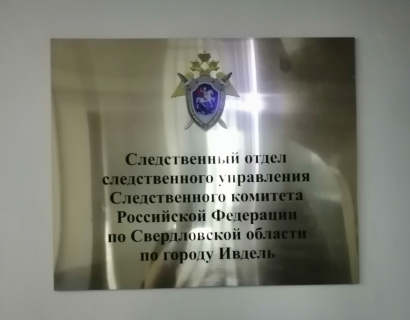 Следственный отдел
следственного управления
Следственного комитета
Российской Федерации
по Свердловской области
по городу Ивдель